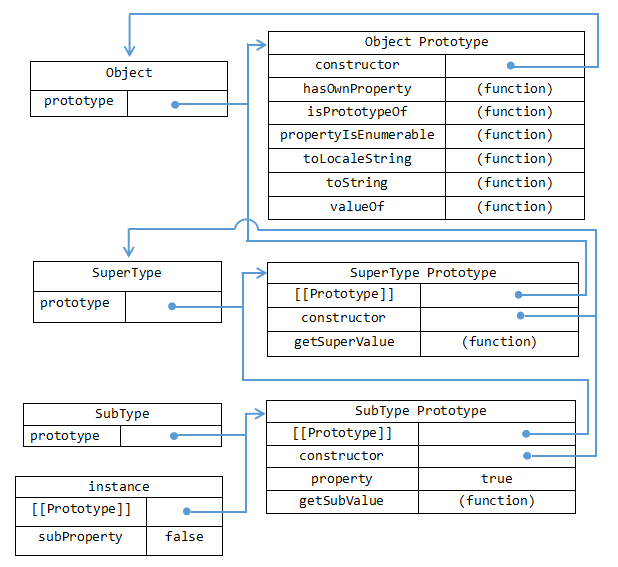 Object
prototype
Object Prototype
constructor
hasOwnProperty (function)
isPrototypeOf (function)
propertyIsEnumerable (function)
toLocaleString (function)
toString (function)
valueOf (function)
SuperType
prototype
SuperType Prototype
[[Prototype]]
constructor
getSuperValue (function)
SubType
prototype
SubType Prototype
[[Prototype]]
constructor
property true
getSubValue (function)
instance
[[Prototype]]
subProperty false